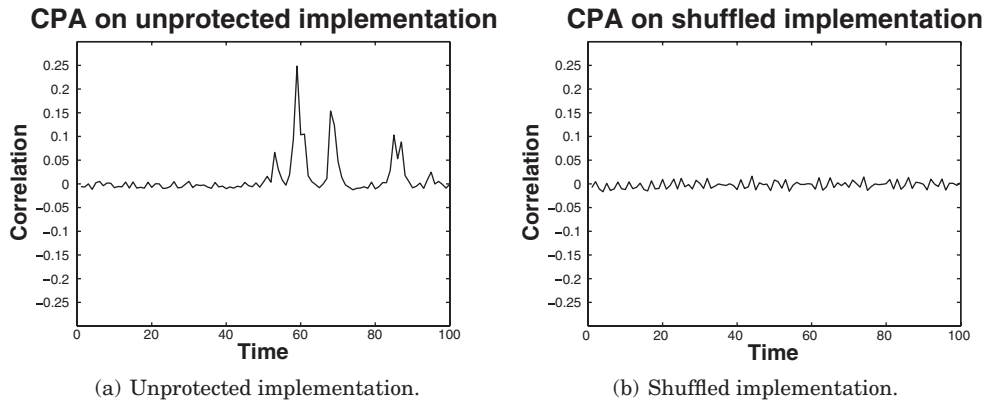 CPA on unprotected implementation
0.25
0.2
0.15
0.1
0.05
0
−0.05
−0.1
−0.15
−0.2
−0.25
Correlation
0 20 40 60 80 100
Time
(a) Unprotected implementation.
CPA on shuffled implementation
0.25
0.2
0.15
0.1
0.05
0
−0.05
−0.1
−0.15
−0.2
−0.25
Correlation
0 20 40 60 80 100
Time
(b) Shuffled implementation.